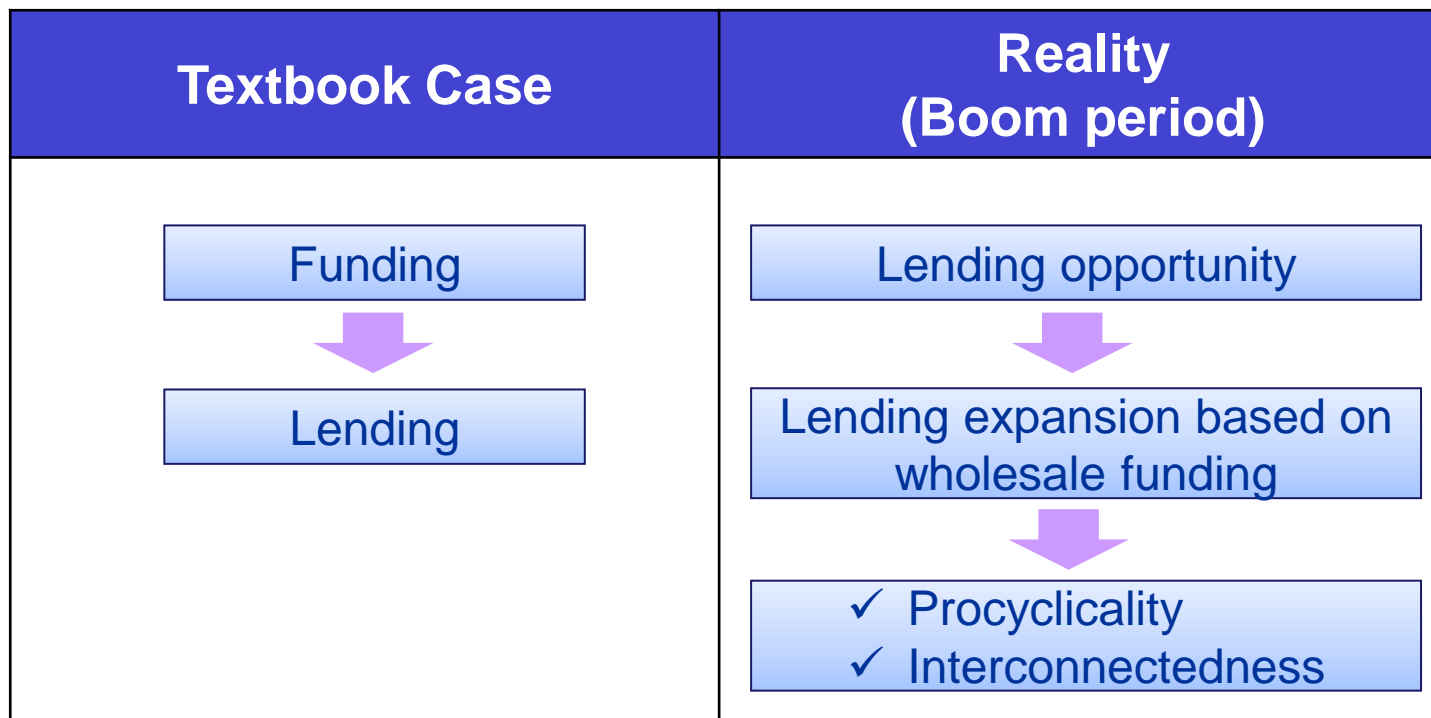 Textbook Case
Reality
(Boom period)
Funding
Lending
Lending opportunity
Lending expansion based on
wholesale funding
✓ Procyclicality
✓ Interconnectedness